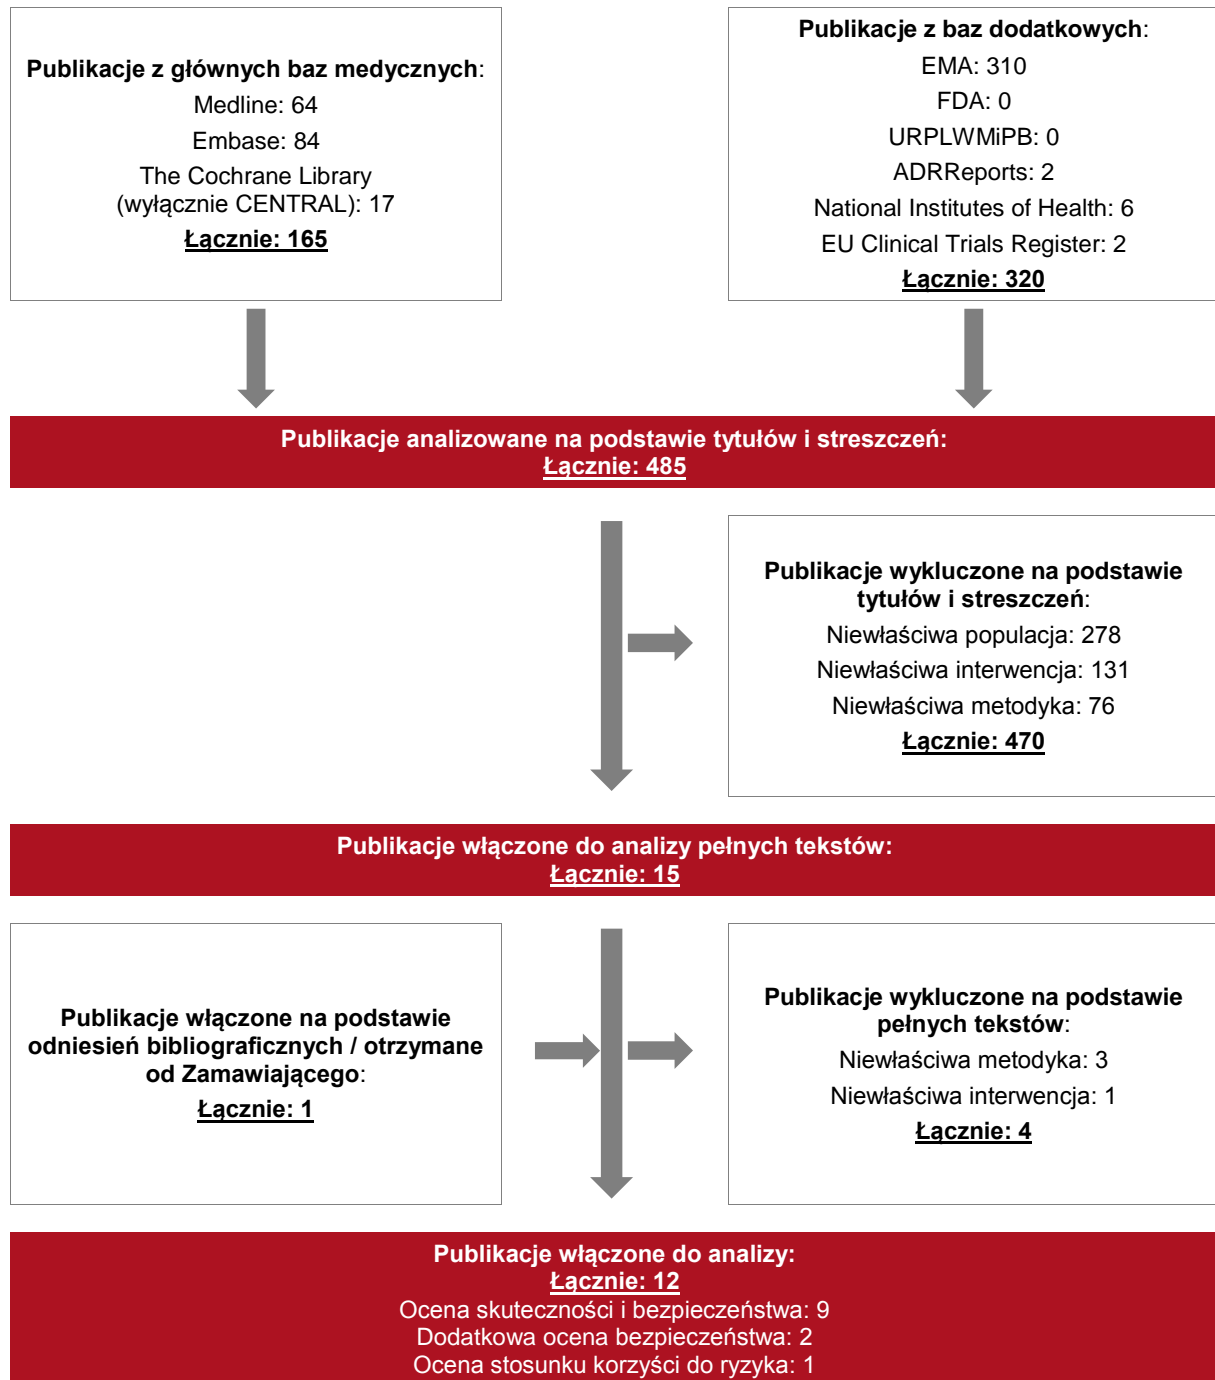 Publikacje z głównych baz medycznych:
Medline: 64
Embase: 84
The Cochrane Library
(wyłącznie CENTRAL): 17
Łącznie: 165
Publikacje z baz dodatkowych:
EMA: 310
FDA: 0
URPLWMiPB: 0
ADRReports: 2
National Institutes of Health: 6
EU Clinical Trials Register: 2
Łącznie: 320
Publikacje analizowane na podstawie tytułów i streszczeń:
Łącznie: 485
Publikacje wykluczone na podstawie
tytułów i streszczeń:
Niewłaściwa populacja: 278
Niewłaściwa interwencja: 131
Niewłaściwa metodyka: 76
Łącznie: 470
Publikacje włączone do analizy pełnych tekstów:
Łącznie: 15
Publikacje włączone na podstawie
odniesień bibliograficznych / otrzymane
od Zamawiającego:
Łącznie: 1
Publikacje wykluczone na podstawie
pełnych tekstów:
Niewłaściwa metodyka: 3
Niewłaściwa interwencja: 1
Łącznie: 4
Publikacje włączone do analizy:
Łącznie: 12
Ocena skuteczności i bezpieczeństwa: 9
Dodatkowa ocena bezpieczeństwa: 2
Ocena stosunku korzyści do ryzyka: 1